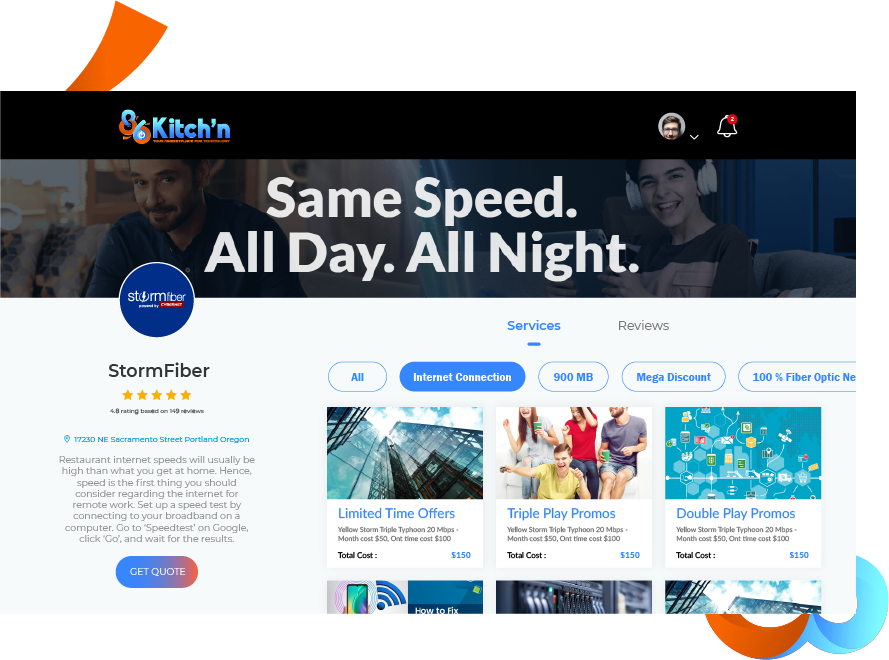 86 Kitch'n
YOUR MARKETPLACE FOR TECHNOLOGY
2
Same Speed.
All Day. All Night.
stormfiber
powered by CYBERNET
StormFiber
4.8 rating based on 149 reviews
17230 NE Sacramento Street Portland Oregon
Restaurant internet speeds will usually be
high than what you get at home. Hence,
speed is the first thing you should
consider regarding the internet for
remote work. Set up a speed test by
connecting to your broadband on a
computer. Go to 'Speedtest' on Google,
click 'Go', and wait for the results.
GET QUOTE
Services Reviews
All Internet Connection 900 MB Mega Discount 100 % Fiber Optic Ne
Limited Time Offers
Yellow Storm Triple Typhoon 20 Mbps -
Month cost $50, Ont time cost $100
Total Cost : $150
Triple Play Promos
Yellow Storm Triple Typhoon 20 Mbps -
Month cost $50, Ont time cost $100
Total Cost : $150
Double Play Promos
Yellow Storm Triple Typhoon 20 Mbps -
Month cost $50, Ont time cost $100
Total Cost : $150
How to Fix